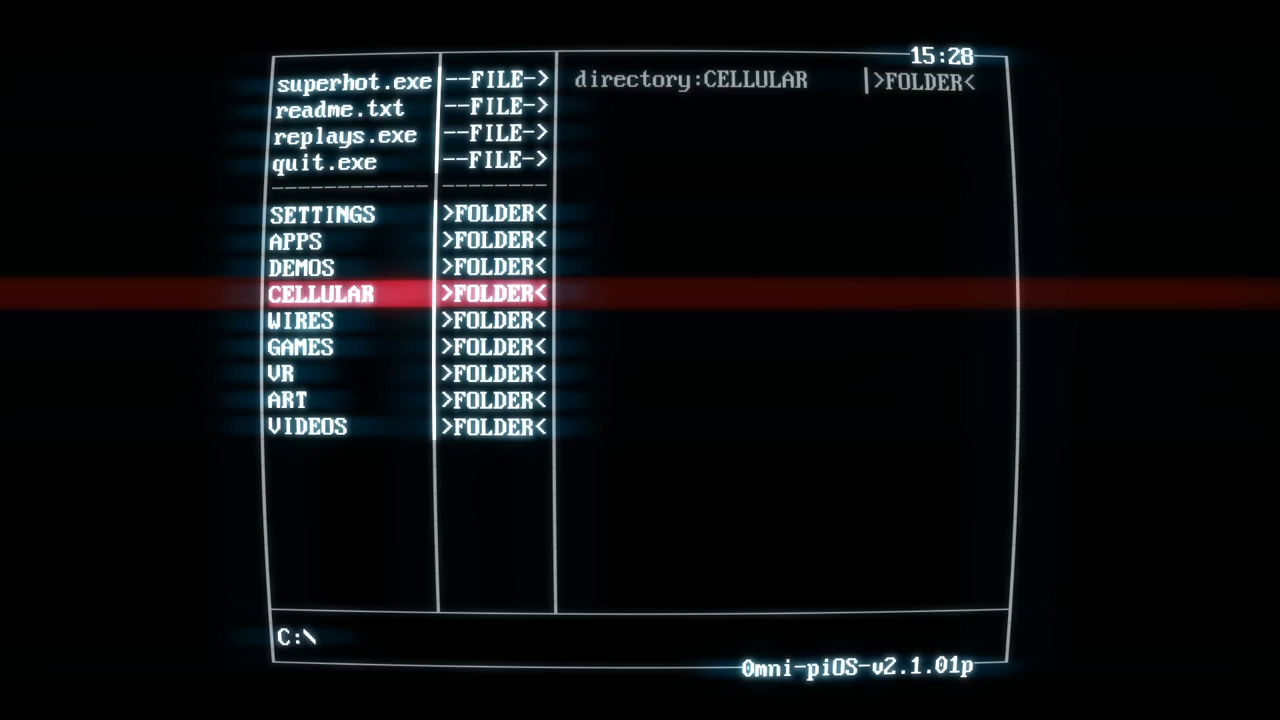 15:28
superhot.exe --FILE-> directory:CELLULAR |>FOLDER<
readme.txt --FILE->
replays.exe --FILE->
quit.exe --FILE->
------------- --------
SETTINGS >FOLDER<
APPS >FOLDER<
DEMOS >FOLDER<
CELLULAR >FOLDER<
WIRES >FOLDER<
GAMES >FOLDER<
VR >FOLDER<
ART >FOLDER<
VIDEOS >FOLDER<
C:\
0mni-piOS-v2.1.01p